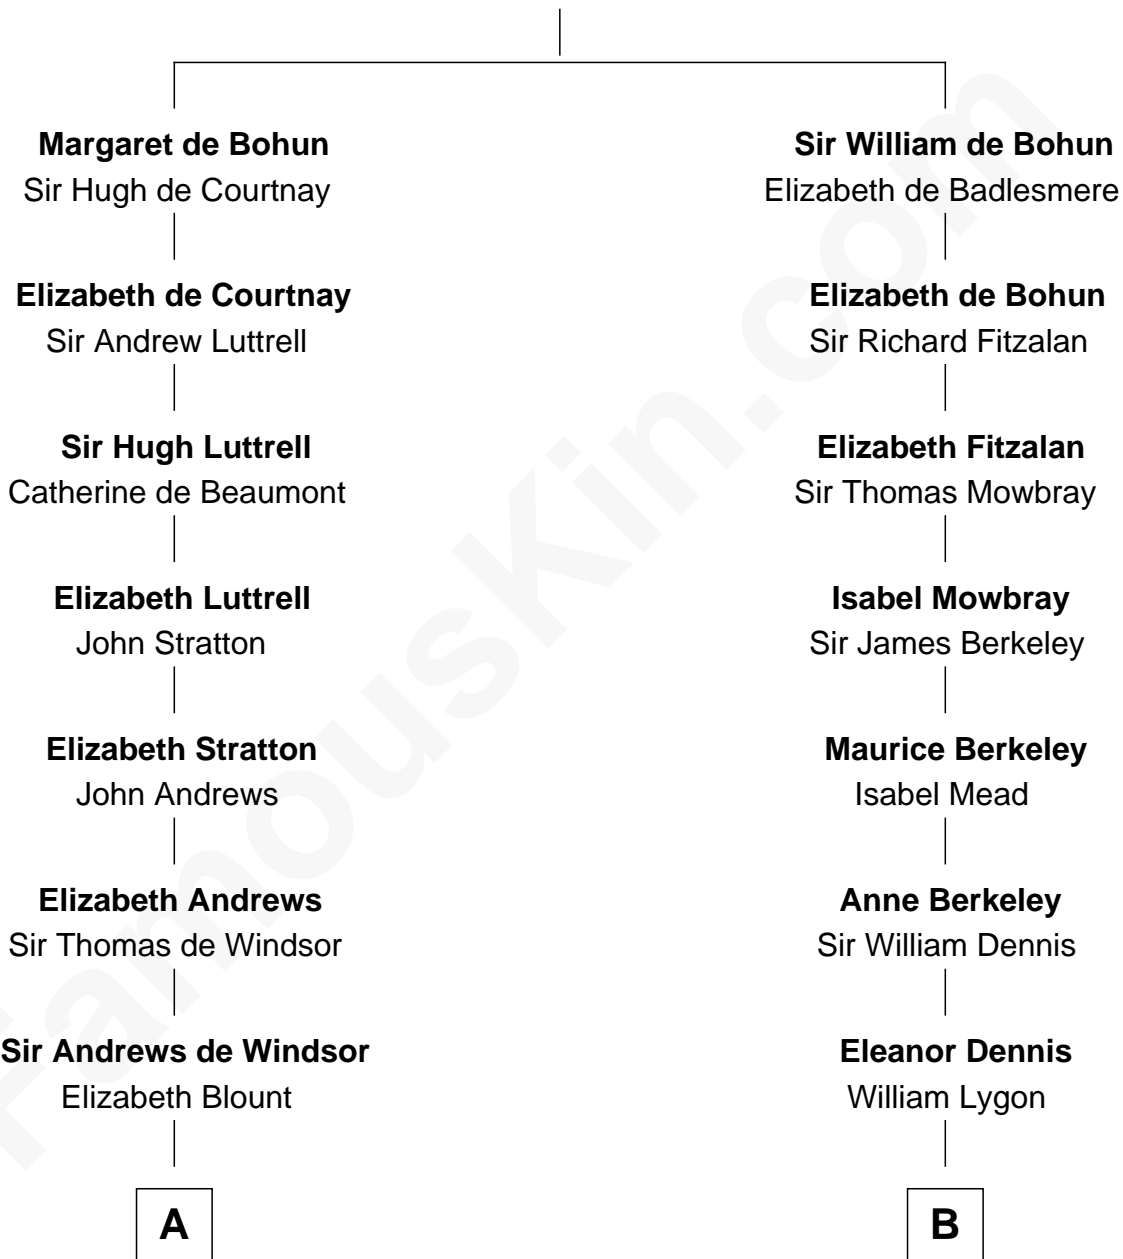 Margaret de Bohun
Sir Hugh de Courtnay
Elizabeth de Courtnay
Sir Andrew Luttrell
Sir Hugh Luttrell
Catherine de Beaumont
Elizabeth Luttrell
John Stratton
Elizabeth Stratton
John Andrews
Elizabeth Andrews
Sir Thomas de Windsor
Sir Andrews de Windsor
Elizabeth Blount
A
Sir William de Bohun
Elizabeth de Badlesmere
Elizabeth de Bohun
Sir Richard Fitzalan
Elizabeth Fitzalan
Sir Thomas Mowbray
Isabel Mowbray
Sir James Berkeley
Maurice Berkeley
Isabel Mead
Anne Berkeley
Sir William Dennis
Eleanor Dennis
William Lygon
B
FamousKin.com